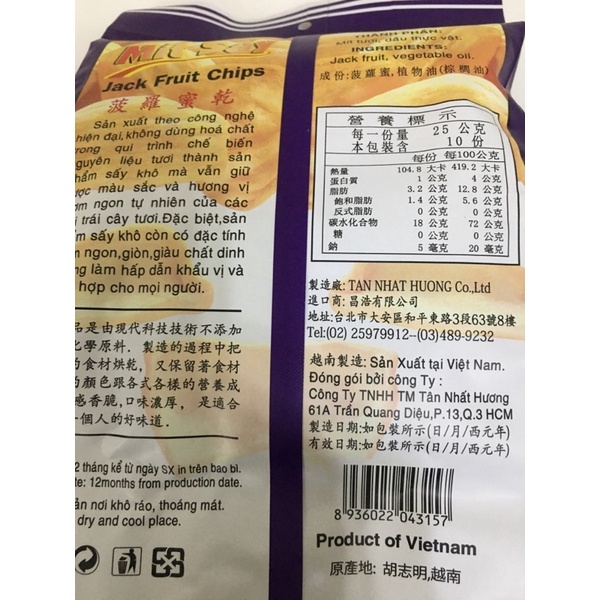 Jack Fruit Chips
菠蘿蜜乾
Sản xuất theo công nghệ
hiện đại,không dùng hoá chất
trong qui trình chế biến
nguyên liệu tươi thành sản
phẩm sấy khô mà vẫn giữ
được màu sắc và hương vị
ngon tự nhiên của các
trái cây tươi.Đặc biệt,sản
phẩm sấy khô còn có đặc tính
ngon,giòn,giàu chất dinh
làm hấp dẫn khẩu vị và
hợp cho mọi người.
是由現代科技技術不添加
學原料．製造的過程中把
食材烘乾，又保留著食材
顏色跟各式各樣的營養成
香脆,口味濃厚，是適合
個人的好味道．
2 tháng kể từ ngày SX in trên bao bì.
12months from production date.
nơi khô ráo, thoáng mát.
dry and cool place.
THÀNH PHẦN:
Mít tươi, dầu thực vật.
INGREDIENTS:
Jack fruit, vegetable oil.
成份:菠蘿蜜,植物油(棕櫚油)
營養標示
每一份量 25公克
本包裝含 10份
每份 每100公克
熱量 104.8 大卡 419.2 大卡
蛋白質 1 公克 4 公克
脂肪 3.2 公克 12.8 公克
飽和脂肪 1.4 公克 5.6 公克
反式脂肪 0 公克 0 公克
碳水化合物 18 公克 72 公克
糖 0 公克 0 公克
鈉 5 毫克 20 毫克
製造廠: TAN NHAT HUONG Co.,Ltd
進口商: 昌浩有限公司
地址:台北市大安區和平東路3段63號8樓
Tel:(02) 25979912--(03)489-9232
越南製造: Sản Xuất tại Việt Nam.
Đóng gói bởi công Ty :
Công Ty TNHH TM Tân Nhất Hương
61A Trần Quang Diệu,P.13,Q.3 HCM
製造日期:如包裝所示(日/月/西元年)
有效日期:如包裝所示(日/月/西元年)
8 936022 043157
Product of Vietnam
原產地: 胡志明,越南